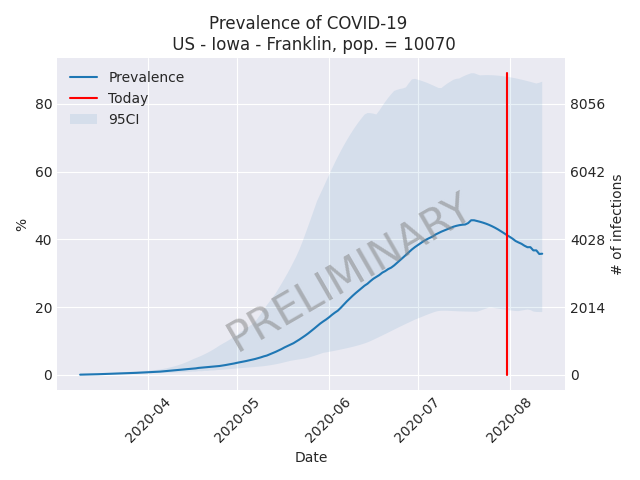 Prevalence of COVID-19
US - Iowa - Franklin, pop. = 10070
Prevalence
Today
95CI
PRELIMINARY
%
80
60
40
20
0
# of infections
8056
6042
4028
2014
0
2020-04
2020-05
2020-06
2020-07
2020-08
Date